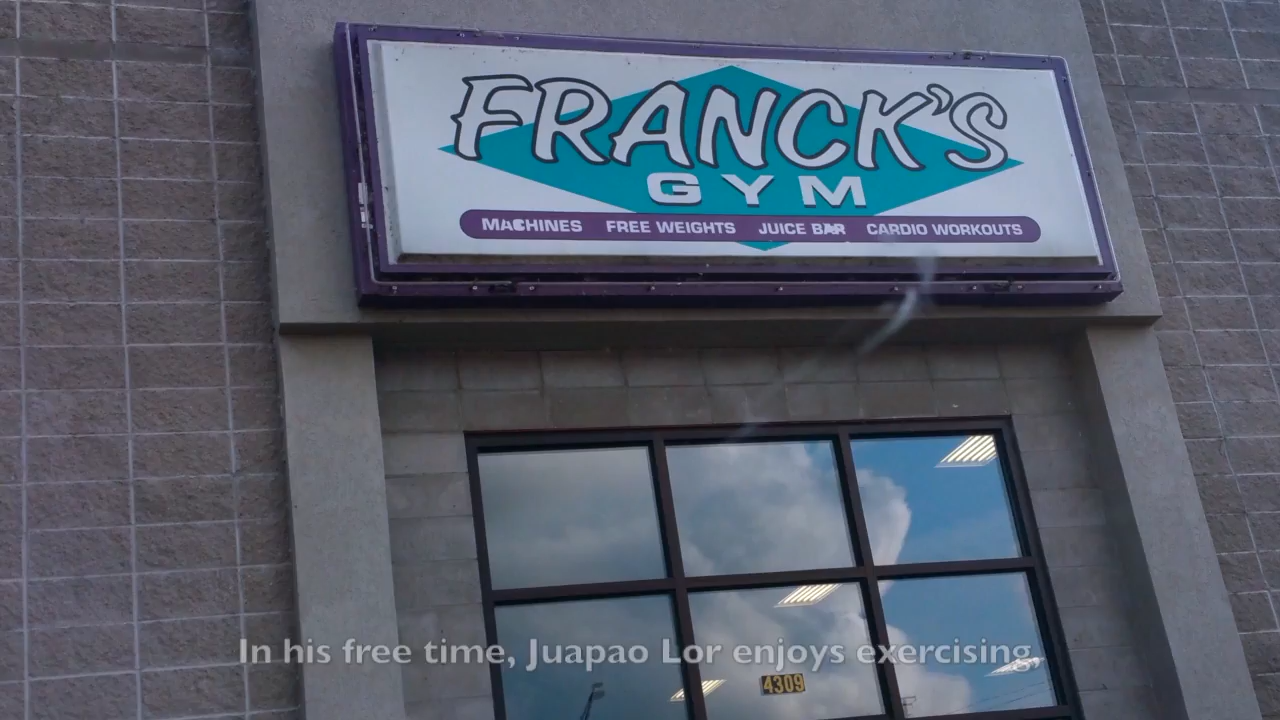 FRANCK'S
GYM
MACHINES FREE WEIGHTS JUICE BAR CARDIO WORKOUTS
In his free time, Juapao Lor enjoys exercising
4309